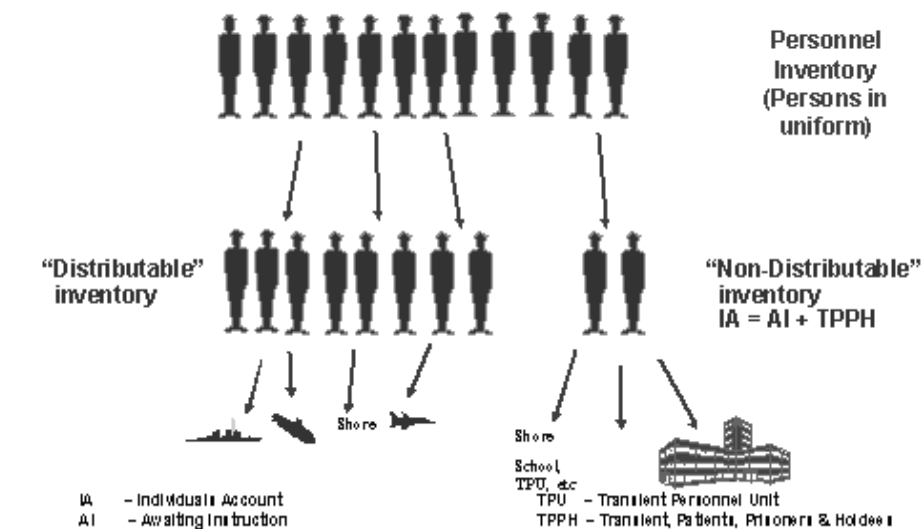 Personnel
Inventory
(Persons in
uniform)
“Distributable”
inventory
“Non-Distributable”
inventory
IA = AI + TPPH
Shore
Shore
School,
TPU, etc
IA – Individuals Account
AI – Awaiting Instruction
TPU – Transient Personnel Unit
TPPH – Transient, Patients, Prisoners & Holdees